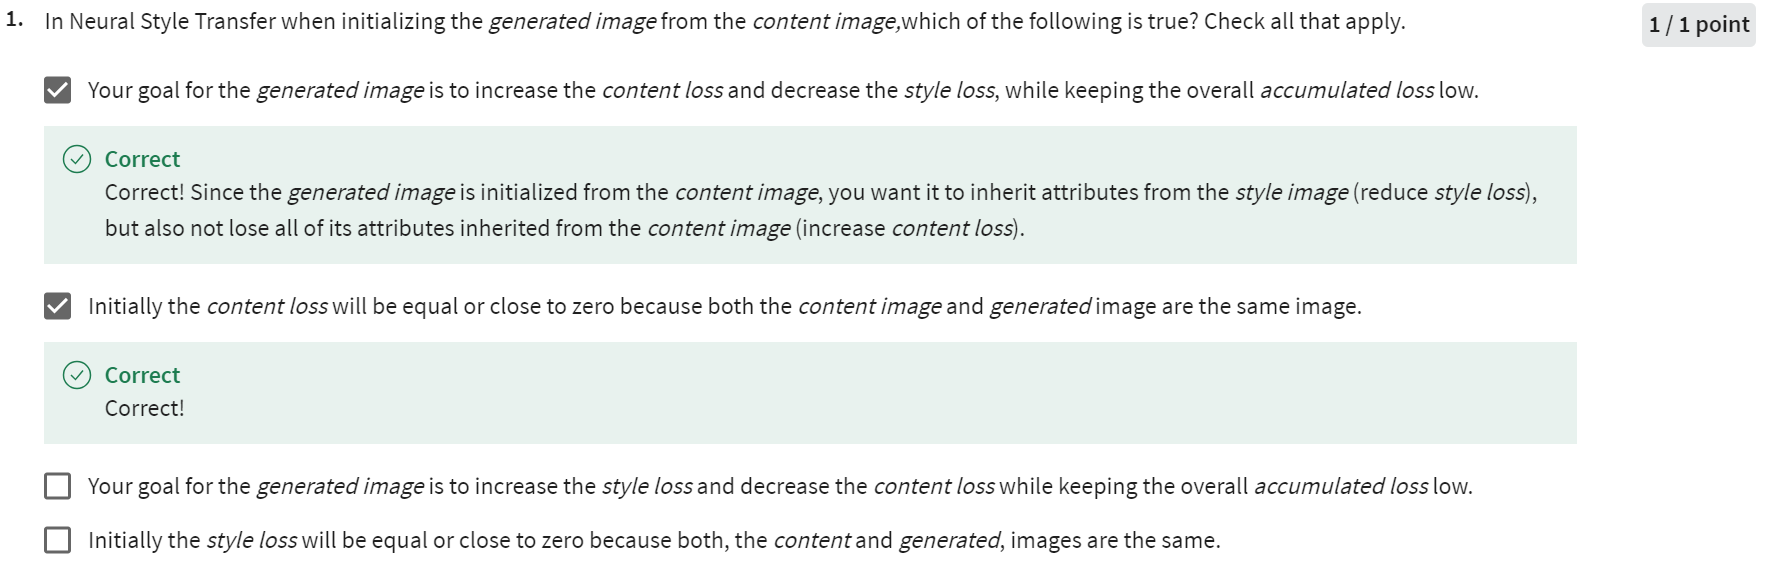 1. In Neural Style Transfer when initializing the generated image from the content image,which of the following is true? Check all that apply.
1 / 1 point
Your goal for the generated image is to increase the content loss and decrease the style loss, while keeping the overall accumulated loss low.
Correct
Correct! Since the generated image is initialized from the content image, you want it to inherit attributes from the style image (reduce style loss),
but also not lose all of its attributes inherited from the content image (increase content loss).
Initially the content loss will be equal or close to zero because both the content image and generated image are the same image.
Correct
Correct!
Your goal for the generated image is to increase the style loss and decrease the content loss while keeping the overall accumulated loss low.
Initially the style loss will be equal or close to zero because both, the content and generated, images are the same.